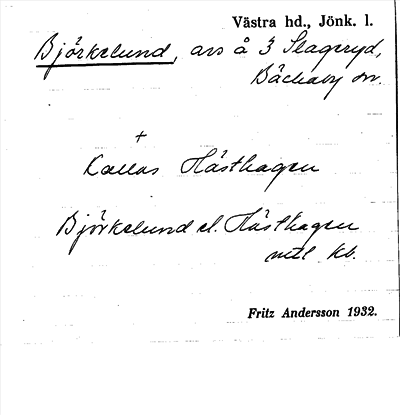 Västra hd., Jönk. l.
Björkelund, avs å 3 Slageryd,
Bäckaby sn.
+
Kallas Hästhagen
Björkelund el. Hästhagen
mtl kb.
Fritz Andersson 1932.